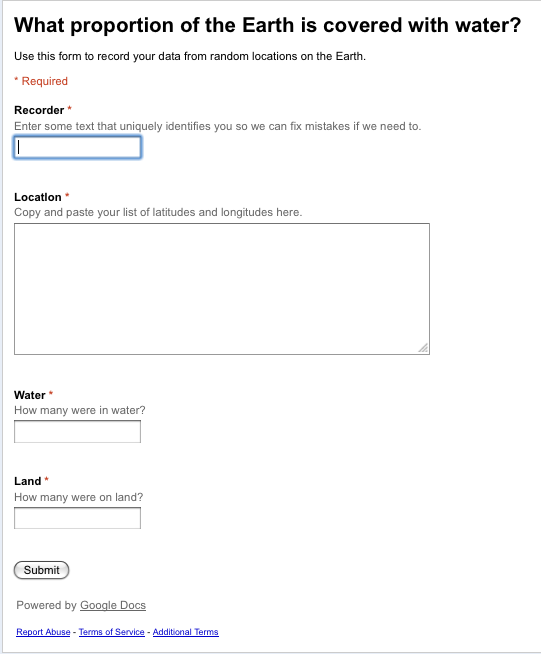 What proportion of the Earth is covered with water?
Use this form to record your data from random locations on the Earth.
* Required
Recorder *
Enter some text that uniquely identifies you so we can fix mistakes if we need to.
Location *
Copy and paste your list of latitudes and longitudes here.
Water *
How many were in water?
Land *
How many were on land?
Submit
Powered by Google Docs
Report Abuse - Terms of Service - Additional Terms